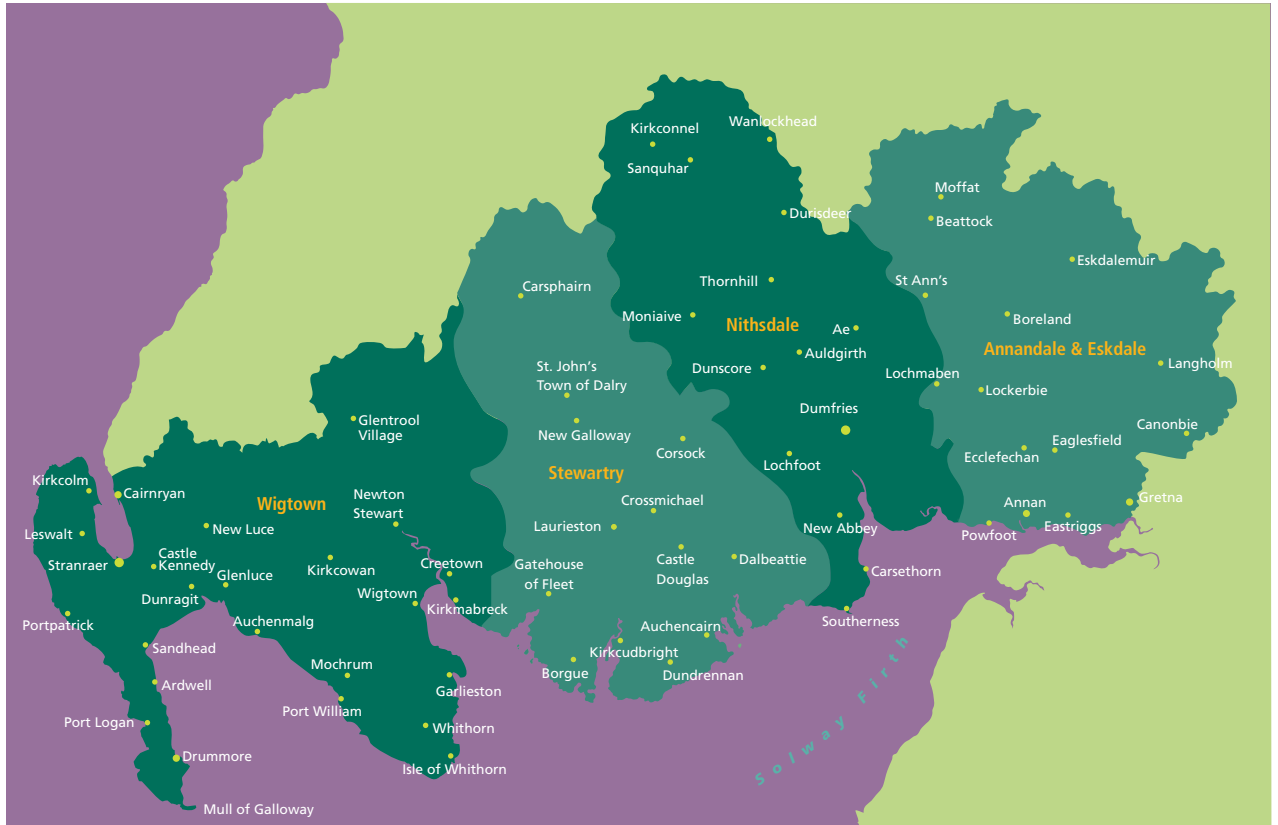 Kirkconnel
Wanlockhead
Sanquhar
Durisdeer
Moffat
Beattock
Eskdalemuir
St Ann's
Thornhill
Carsphairn
Moniaive
Nithsdale
Ae
Boreland
Auldgirth
Annandale & Eskdale
Langholm
Dunscore
Lochmaben
Lockerbie
St. John's
Town of Dalry
Dumfries
Glentrool
Village
New Galloway
Corsock
Canonbie
Eaglesfield
Ecclefechan
Lochfoot
Stewartry
Kirkcolm
Cairnryan
Wigtown
Newton
Stewart
Crossmichael
Annan
Gretna
New Luce
Laurieston
New Abbey
Eastriggs
Powfoot
Leswalt
Castle
Kennedy
Stranraer
Glenluce
Kirkcowan
Creetown
Gatehouse
of Fleet
Castle
Douglas
Dalbeattie
Carsethorn
Dunragit
Wigtown
Kirkmabreck
Portpatrick
Auchenmalg
Auchencairn
Southerness
Sandhead
Kirkcudbright
Mochrum
Borgue
Dundrennan
Ardwell
Garlieston
Port William
Port Logan
Whithorn
Drummore
Isle of Whithorn
Solway Firth
Mull of Galloway